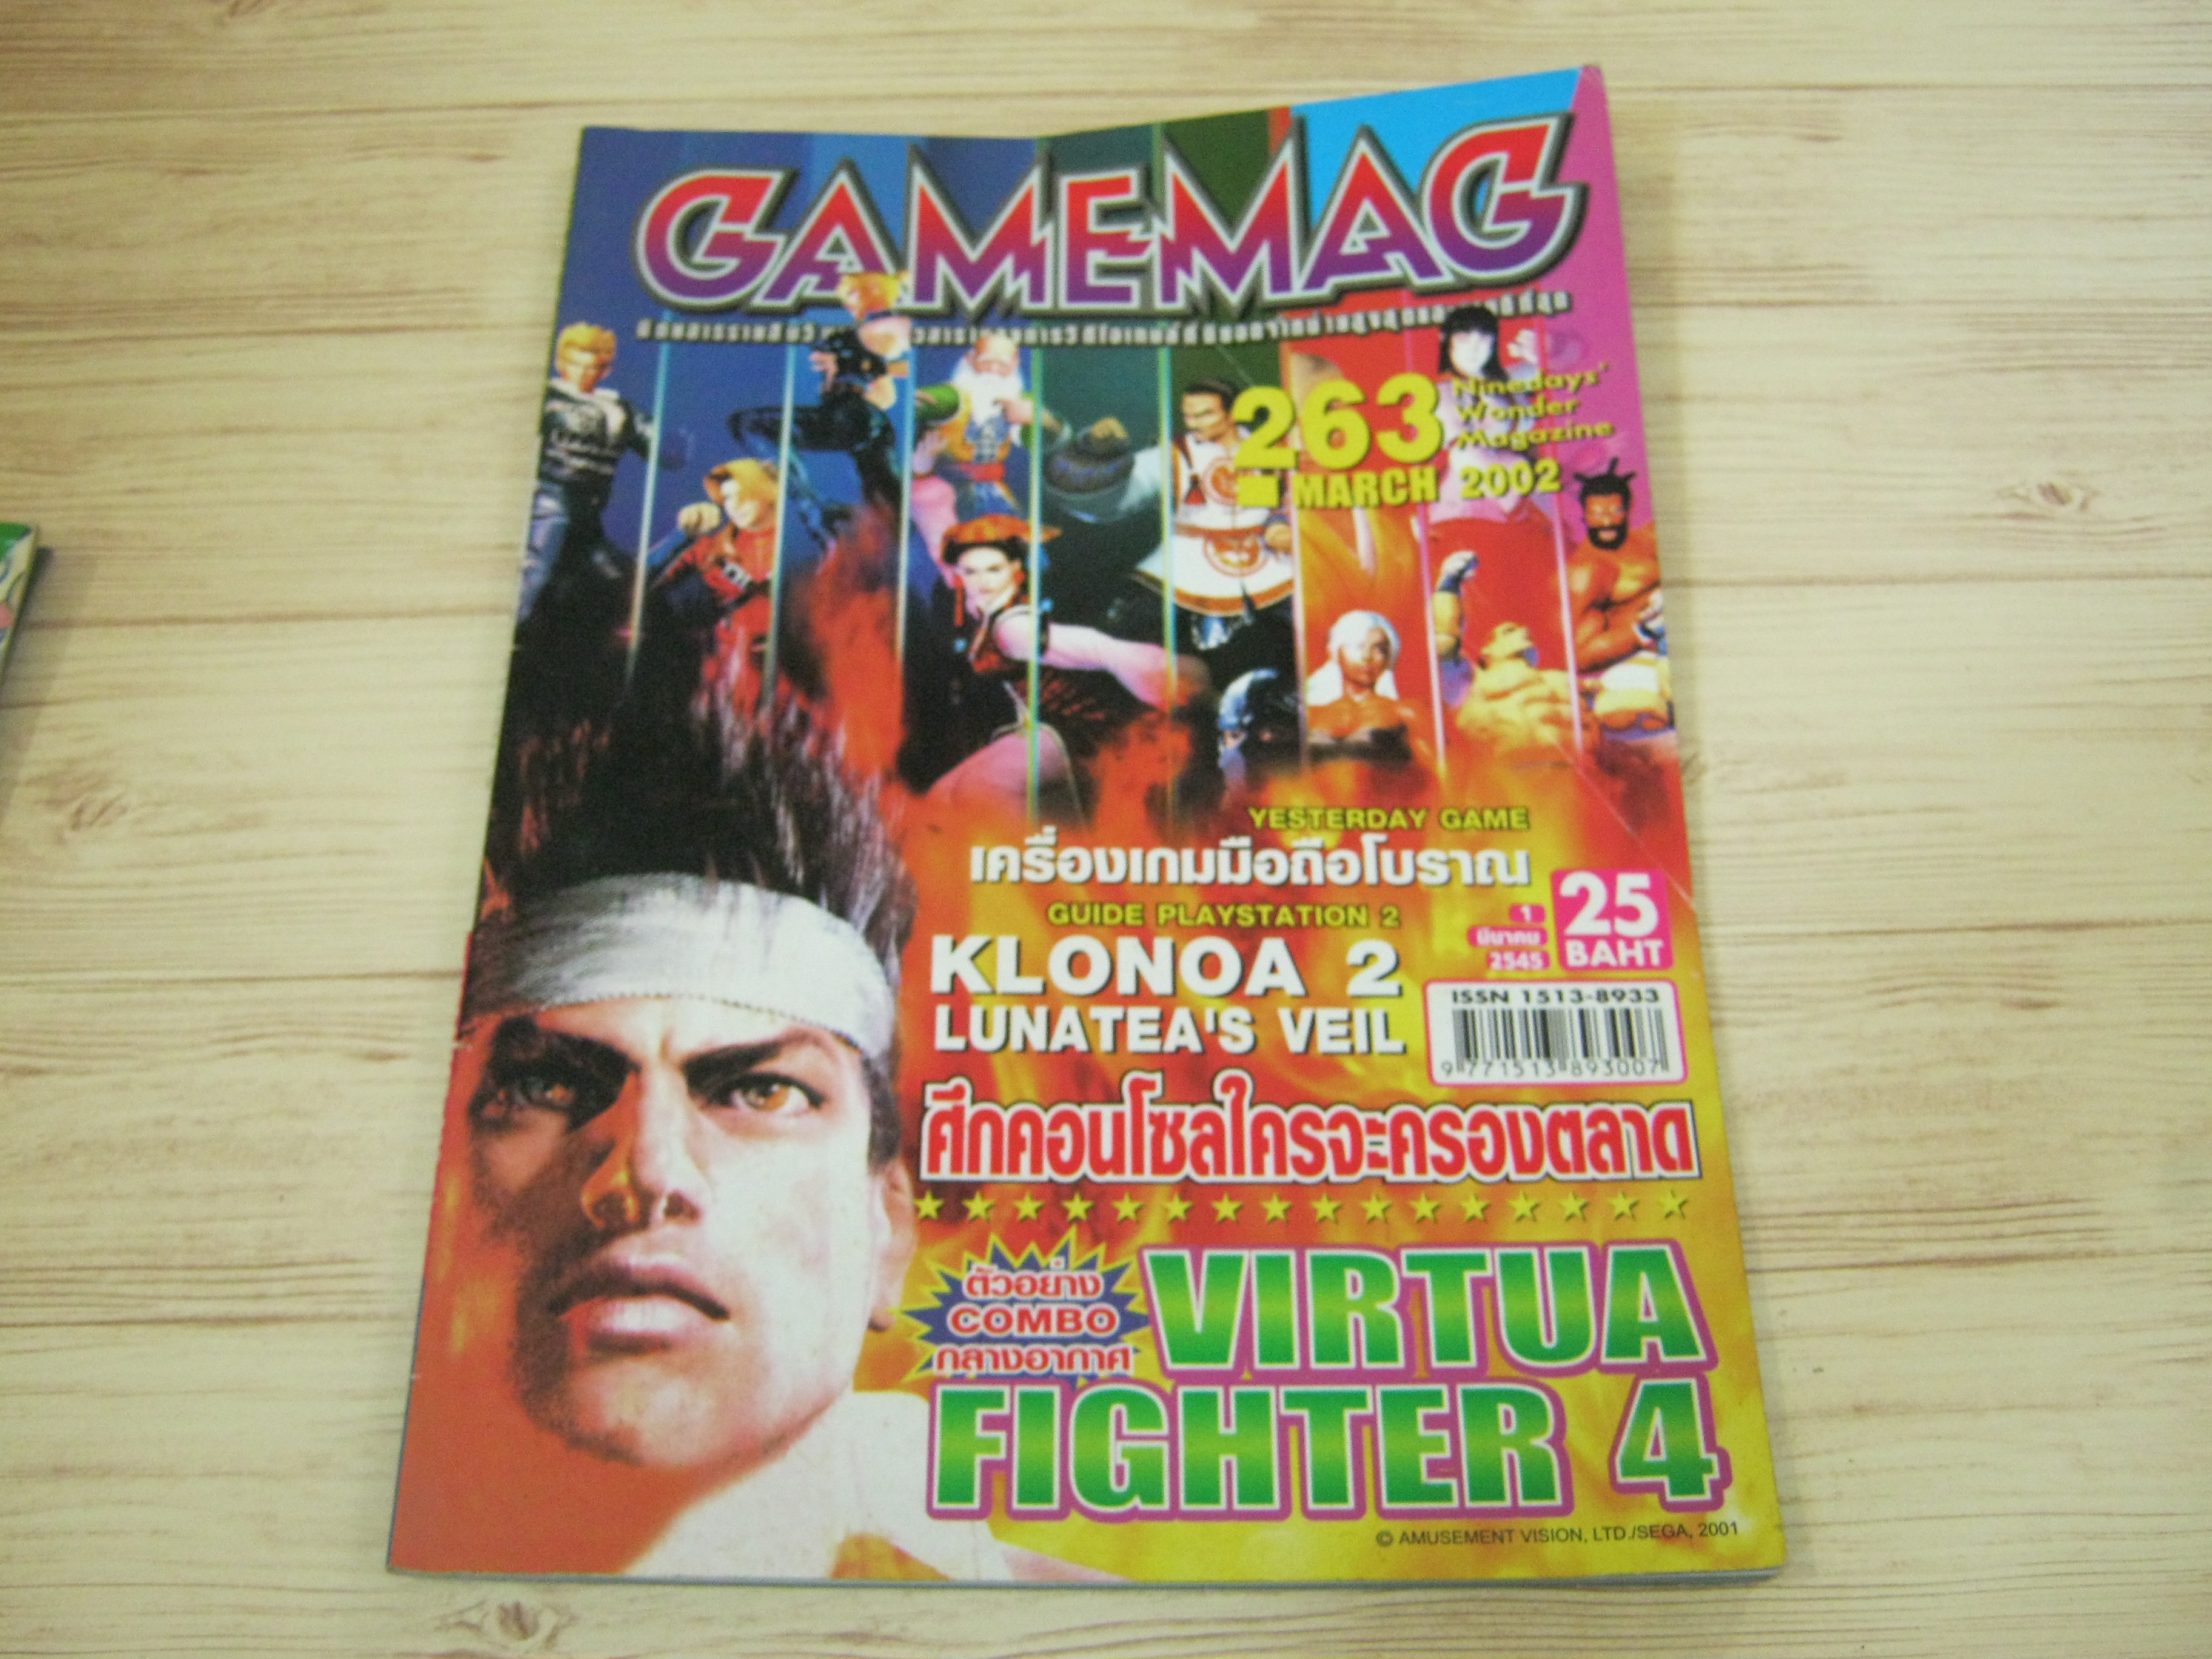 GAMEMAG
263
Ninedays'
Wonder
Magazine
MARCH 2002
YESTERDAY GAME
เครื่องเกมมือถือโบราณ
GUIDE PLAYSTATION 2
KLONOA 2
LUNATEA'S VEIL
1
มีนาคม
2545
25
BAHT
ISSN 1513-8933
9 771513 893007
ศึกคอนโซลใครจะครองตลาด
ตัวอย่าง
COMBO
กลางอากาศ
VIRTUA
FIGHTER 4
© AMUSEMENT VISION, LTD./SEGA, 2001